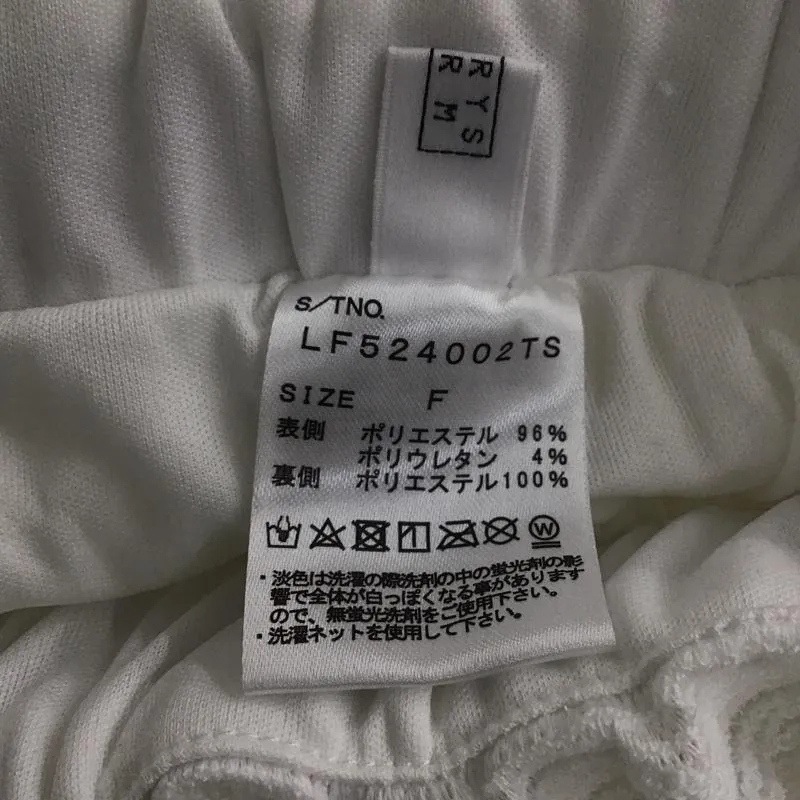 RYS
RM
S/TNO.
LF524002TS
SIZE F
表側 ポリエステル 96%
ポリウレタン 4%
裏側 ポリエステル100%
W
・淡色は洗濯の際洗剤の中の蛍光剤の影
響で全体が白っぽくなる事があります
ので、無蛍光洗剤をご使用下さい。
・洗濯ネットを使用して下さい。